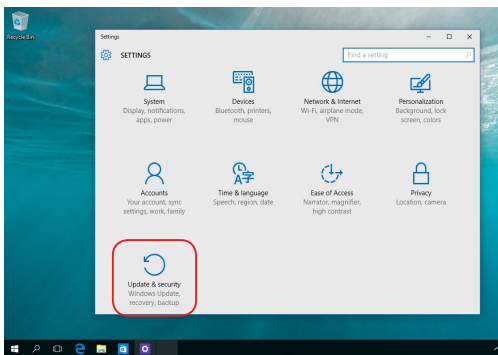 Recycle Bin
Settings
SETTINGS
Find a setting
System
Display, notifications,
apps, power
Devices
Bluetooth, printers,
mouse
Network & Internet
Wi-Fi, airplane mode,
VPN
Personalization
Background, lock
screen, colors
Accounts
Your account, sync
settings, work, family
A字
Time & language
Speech, region, date
Ease of Access
Narrator, magnifier,
high contrast
Privacy
Location, camera
Update & security
Windows Update,
recovery, backup